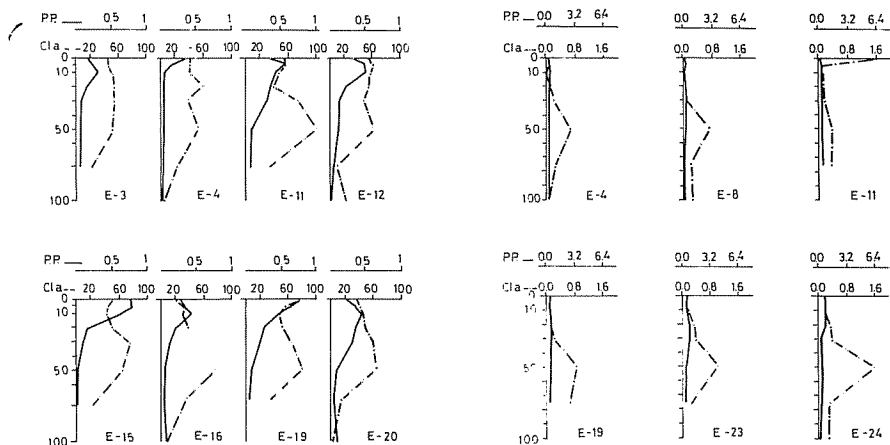 P.P. 0.5 1 0.5 1 0.5 1 0.5 1 P.P. 0.0 3.2 6.4 0.0 3.2 6.4 0.0 3.2 6.4
Cla 20 60 100 20 60 100 20 60 100 20 60 100 Cla. 0.0 0.8 1.6 0.0 0.8 1.6 0.0 0.8 1.6
0 0
10 10
50 50
100 E-3 E-4 E-11 E-12 100 E-4 E-8 E-11
P.P. 0.5 1 0.5 1 0.5 1 0.5 1 P.P. 0.0 3.2 6.4 0.0 3.2 6.4 0.0 3.2 6.4
Cla 20 60 100 20 60 100 20 60 100 20 60 100 Cla. 0.8 1.6 0.0 0.8 1.6 0.0 0.8 1.6
0 0
10 10
50 50
100 E-15 E-16 E-19 E-20 100 E-19 E-23 E-24